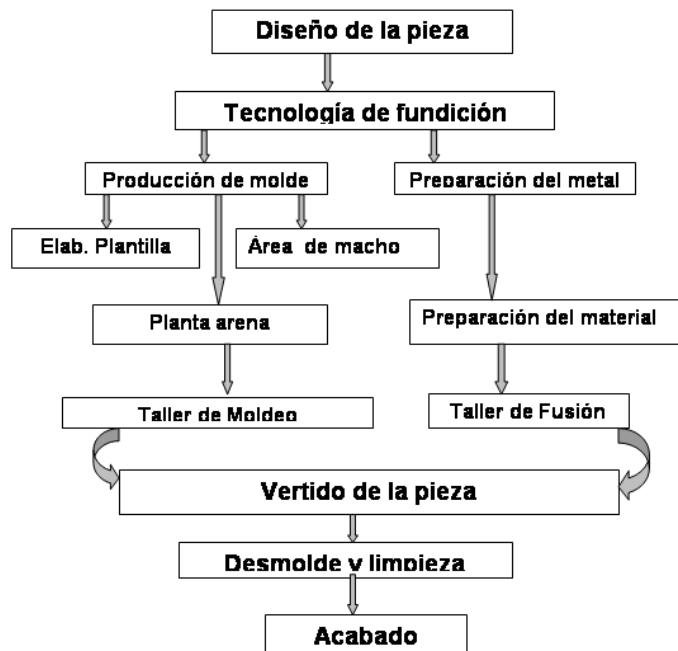 Diseño de la pieza
Tecnología de fundición
Producción de molde
Preparación del metal
Elab. Plantilla
Área de macho
Planta arena
Preparación del material
Taller de Moldeo
Taller de Fusión
Vertido de la pieza
Desmolde y limpieza
Acabado